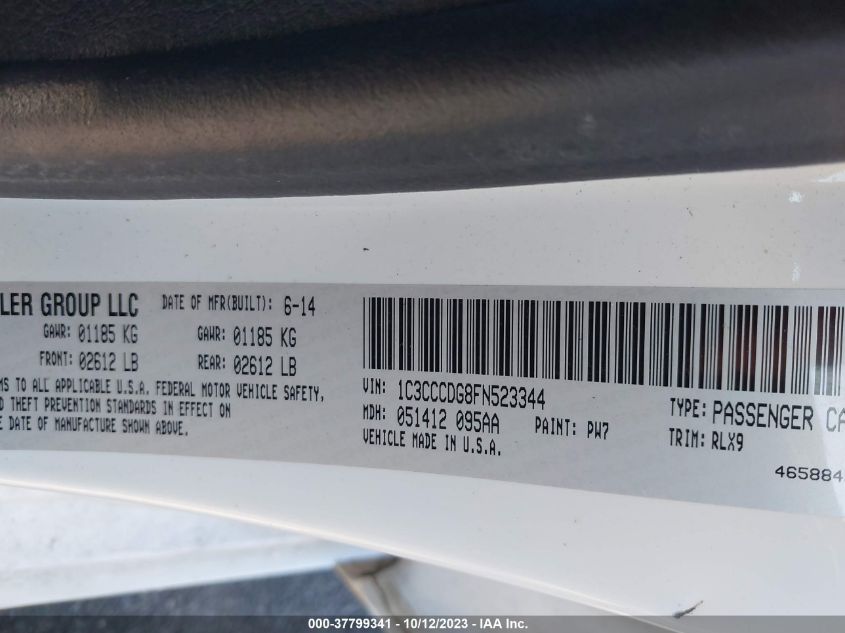 LER GROUP LLC DATE OF MFR(BUILT): 6-14
GAWR: 01185 KG GAWR: 01185 KG
FRONT: 02612 LB REAR: 02612 LB
MS TO ALL APPLICABLE U.S.A. FEDERAL MOTOR VEHICLE SAFETY,
D THEFT PREVENTION STANDARDS IN EFFECT ON
E DATE OF MANUFACTURE SHOWN ABOVE.
VIN: 1C3CCCDG8FN523344 TYPE: PASSENGER CA
MDH: 051412 095AA PAINT: PW7 TRIM: RLX9
VEHICLE MADE IN U.S.A.
465884
000-37799341 - 10/12/2023 - IAA Inc.